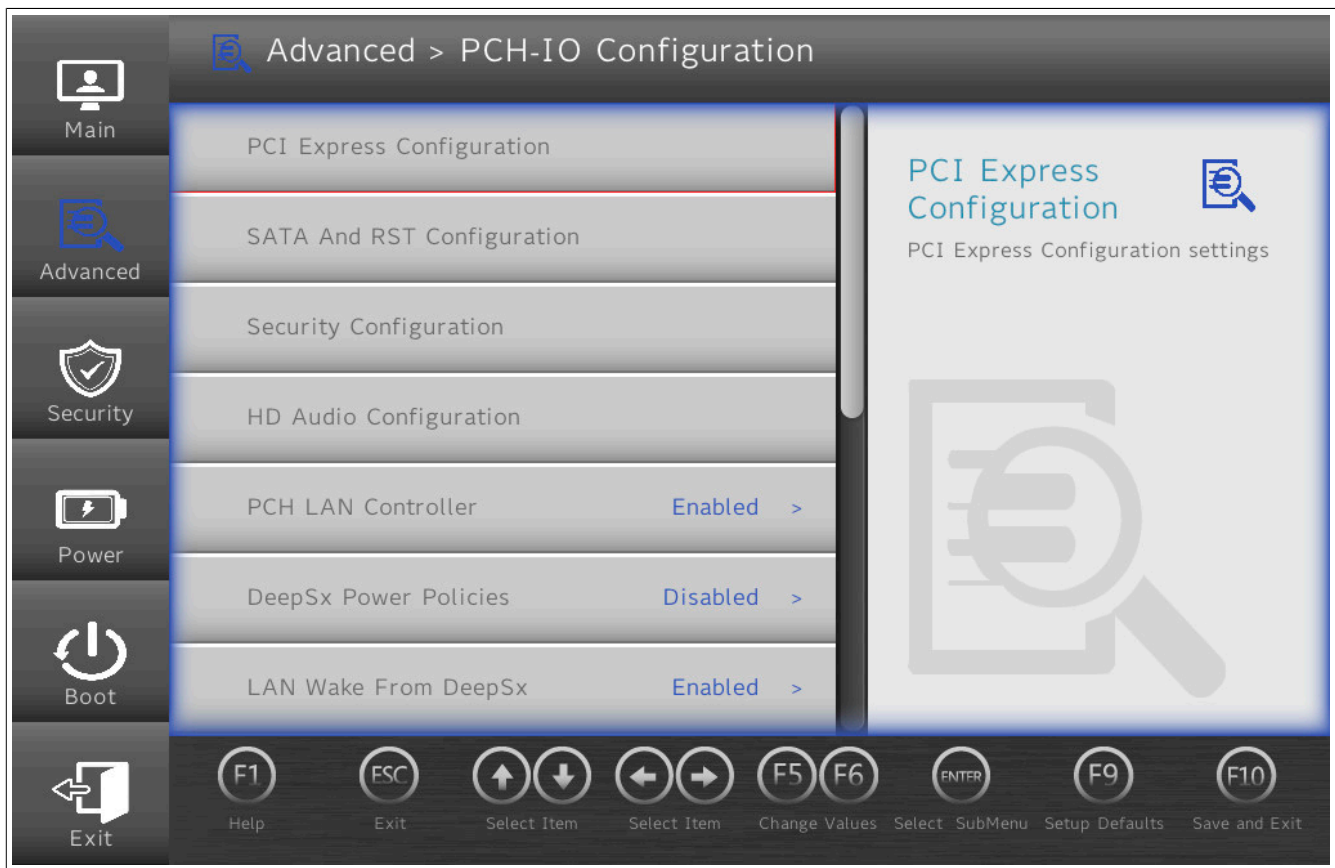 Advanced > PCH-IO Configuration
Main
Advanced
Security
Power
Boot
Exit
PCI Express Configuration
SATA And RST Configuration
Security Configuration
HD Audio Configuration
PCH LAN Controller Enabled >
DeepSx Power Policies Disabled >
LAN Wake From DeepSx Enabled >
PCI Express
Configuration
PCI Express Configuration settings
F1 ESC F5 F6 ENTER F9 F10
Help Exit Select Item Select Item Change Values Select SubMenu Setup Defaults Save and Exit